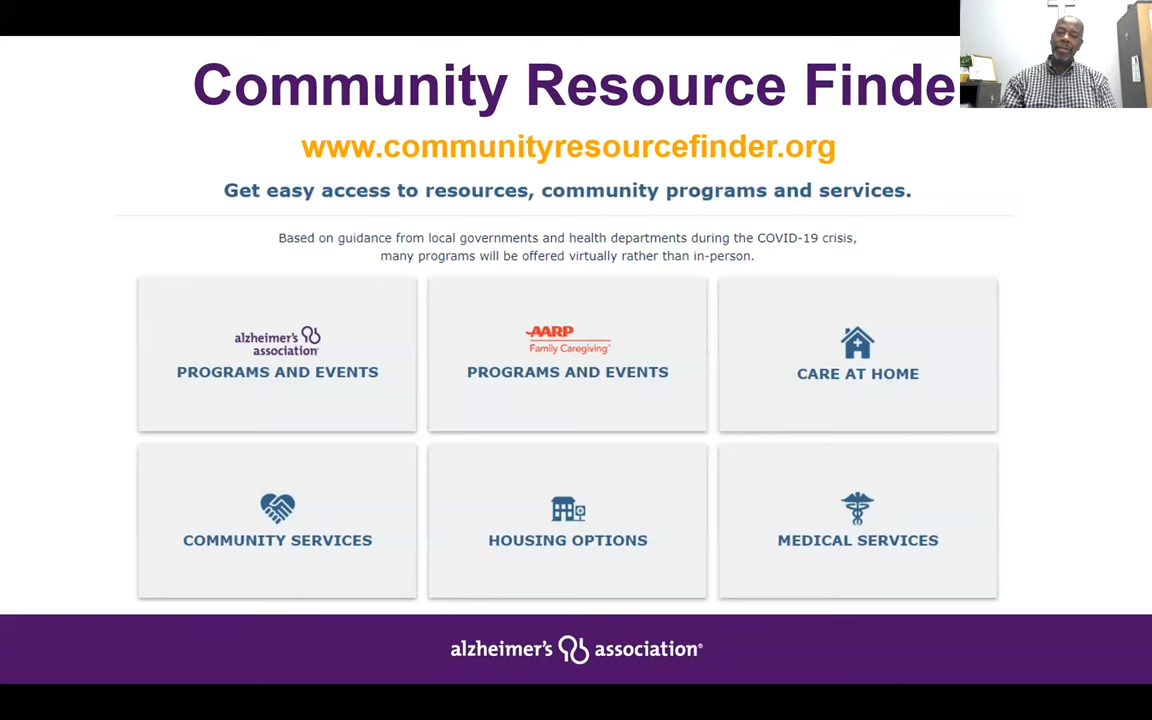 Community Resource Finde
www.communityresourcefinder.org
Get easy access to resources, community programs and services.
Based on guidance from local governments and health departments during the COVID-19 crisis,
many programs will be offered virtually rather than in-person.
alzheimer's
association®
PROGRAMS AND EVENTS
AARP
Family Caregiving™
PROGRAMS AND EVENTS
CARE AT HOME
COMMUNITY SERVICES
HOUSING OPTIONS
MEDICAL SERVICES
alzheimer's association®